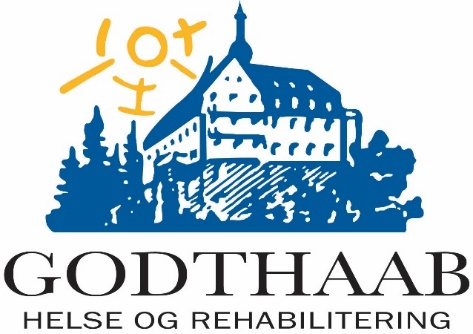 GODTHAAB
HELSE OG REHABILITERING